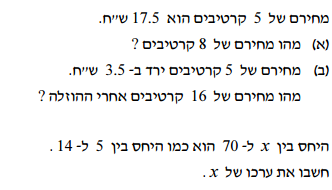 מחירם של 5 קרטיבים הוא 17.5 ש״ח.
(א) מהו מחירם של 8 קרטיבים ?
(ב) מחירם של 5 קרטיבים ירד ב- 3.5 ש״ח.
מהו מחירם של 16 קרטיבים אחרי ההוזלה ?
היחס בין x ל- 70 הוא כמו היחס בין 5 ל- 14 .
חשבו את ערכו של x .